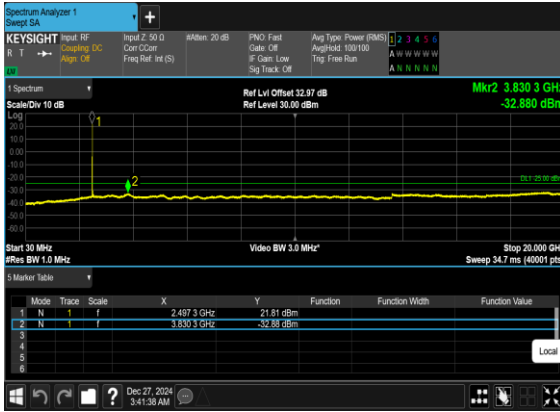 Spectrum Analyzer 1
Swept SA
+
KEYSIGHT Input: RF Input Z: 50 Ω #Atten: 20 dB PNO: Fast Avg Type: Power (RMS) 1 2 3 4 5 6
R T Coupling: DC Corr CCorr Gate: Off Avg|Hold: 100/100 A W W W W W
Align: Off Freq Ref: Int (S) IF Gain: Low Trig: Free Run
Sig Track: Off A N N N N N
1 Spectrum Ref Lvl Offset 32.97 dB Mkr2 3.830 3 GHz
Scale/Div 10 dB Ref Level 30.00 dBm -32.880 dBm
Log
1
20.0
10.0
0.00
-10.0
-20.0
2
-30.0
-40.0
-50.0
-60.0
Start 30 MHz Video BW 3.0 MHz* Stop 20.000 GHz
#Res BW 1.0 MHz Sweep 34.7 ms (40001 pts)
5 Marker Table
Mode Trace Scale X Y Function Function Width Function Value
1 N 1 f 2.497 3 GHz 21.81 dBm
2 N 1 f 3.830 3 GHz -32.88 dBm
3
4
5
6
Local
? Dec 27, 2024
3:41:38 AM